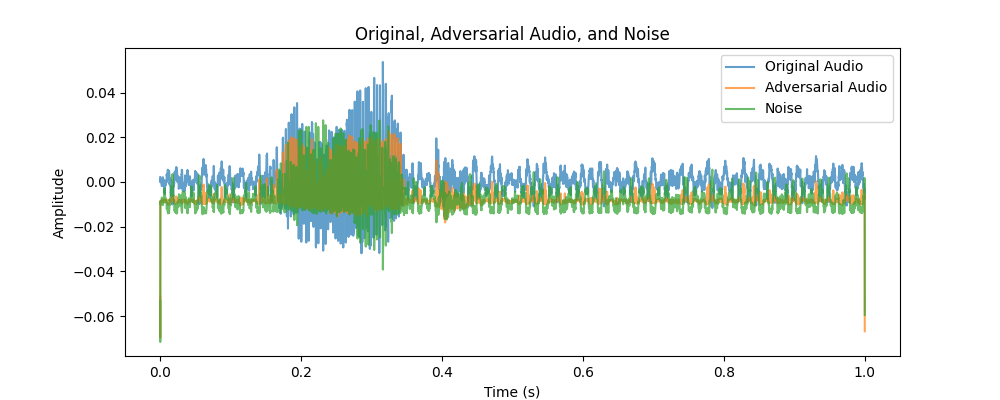 Original, Adversarial Audio, and Noise
Original Audio
Adversarial Audio
Noise
Amplitude
0.04
0.02
0.00
−0.02
−0.04
−0.06
0.0 0.2 0.4 0.6 0.8 1.0
Time (s)